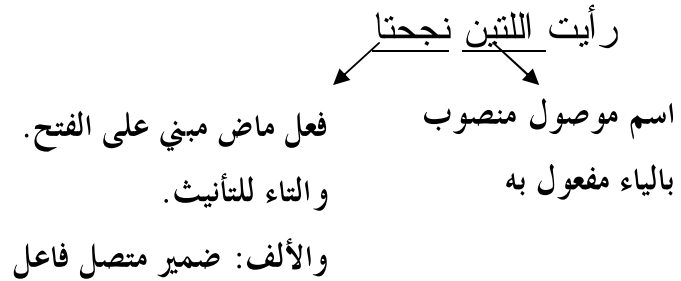 رأيت اللتين نجحتا
اسم موصول منصوب
بالياء مفعول به
فعل ماض مبني على الفتح.
والتاء للتأنيث.
والألف: ضمير متصل فاعل